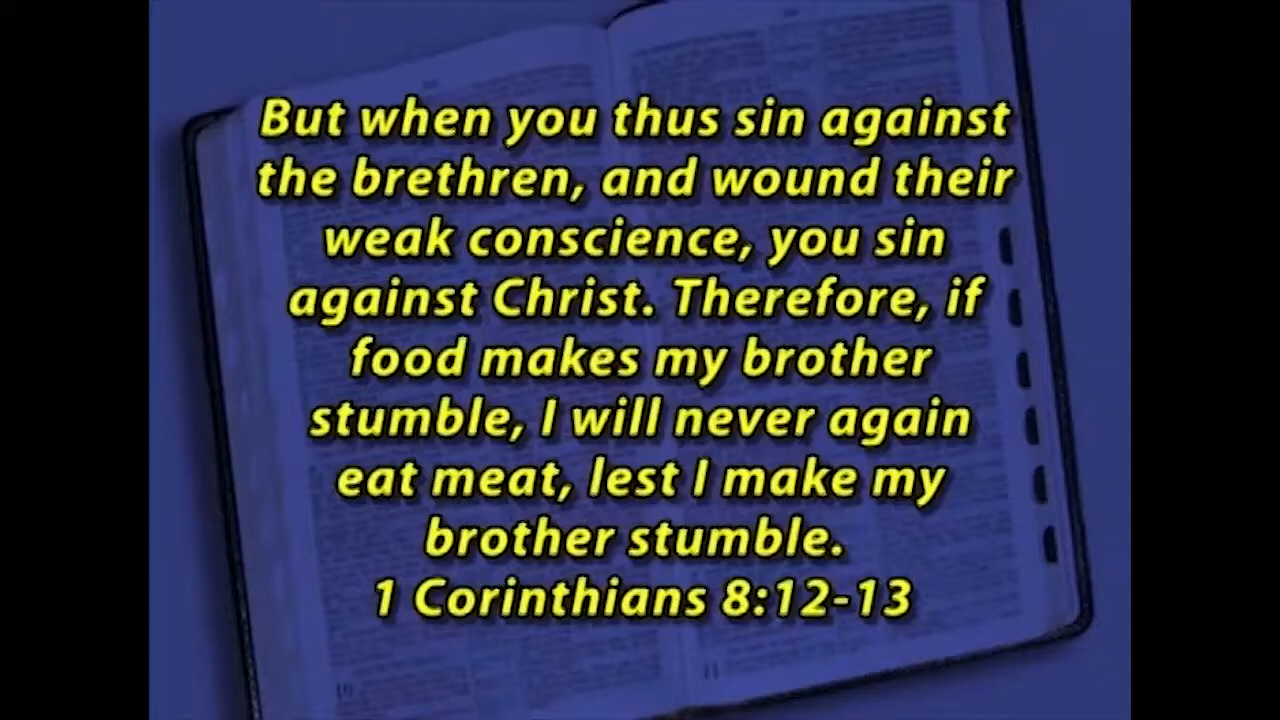 But when you thus sin against
the brethren, and wound their
weak conscience, you sin
against Christ. Therefore, if
food makes my brother
stumble, I will never again
eat meat, lest I make my
brother stumble.
1 Corinthians 8:12-13